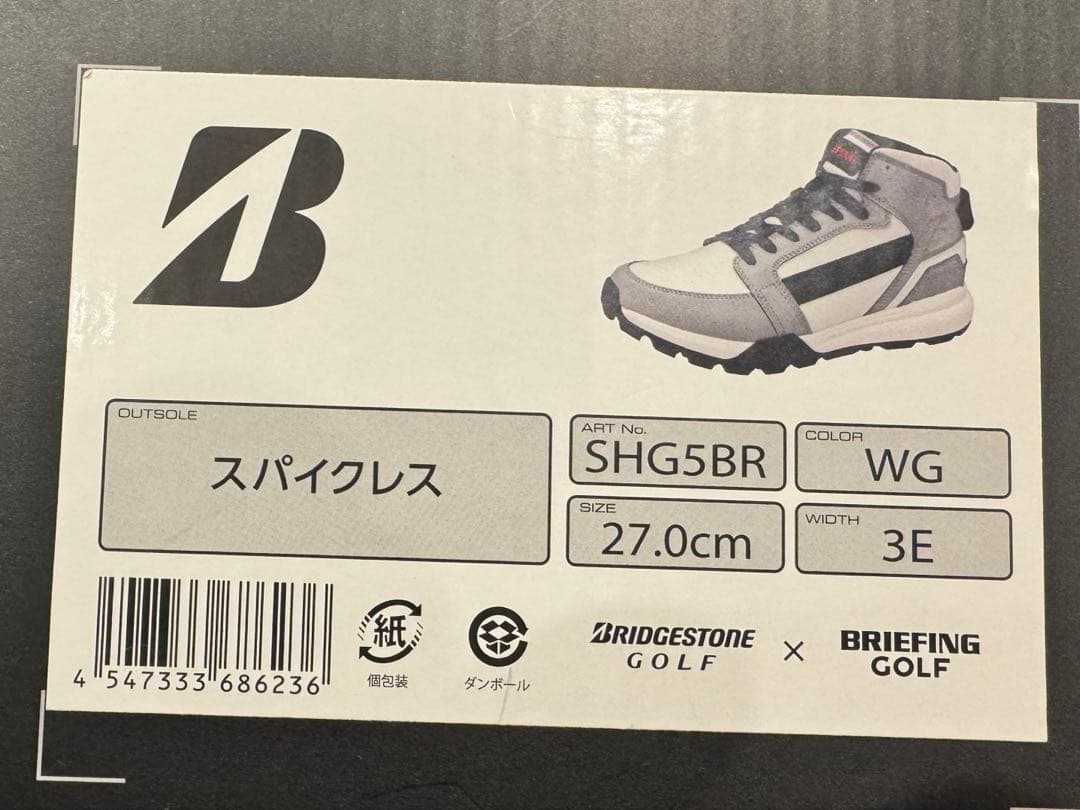 OUTSOLE
スパイクレス
ART No.
SHG5BR
COLOR
WG
SIZE
27.0cm
WIDTH
3E
4 547333 686236
紙
個包装
ダンボール
BRIDGESTONE
GOLF
×
BRIEFING
GOLF